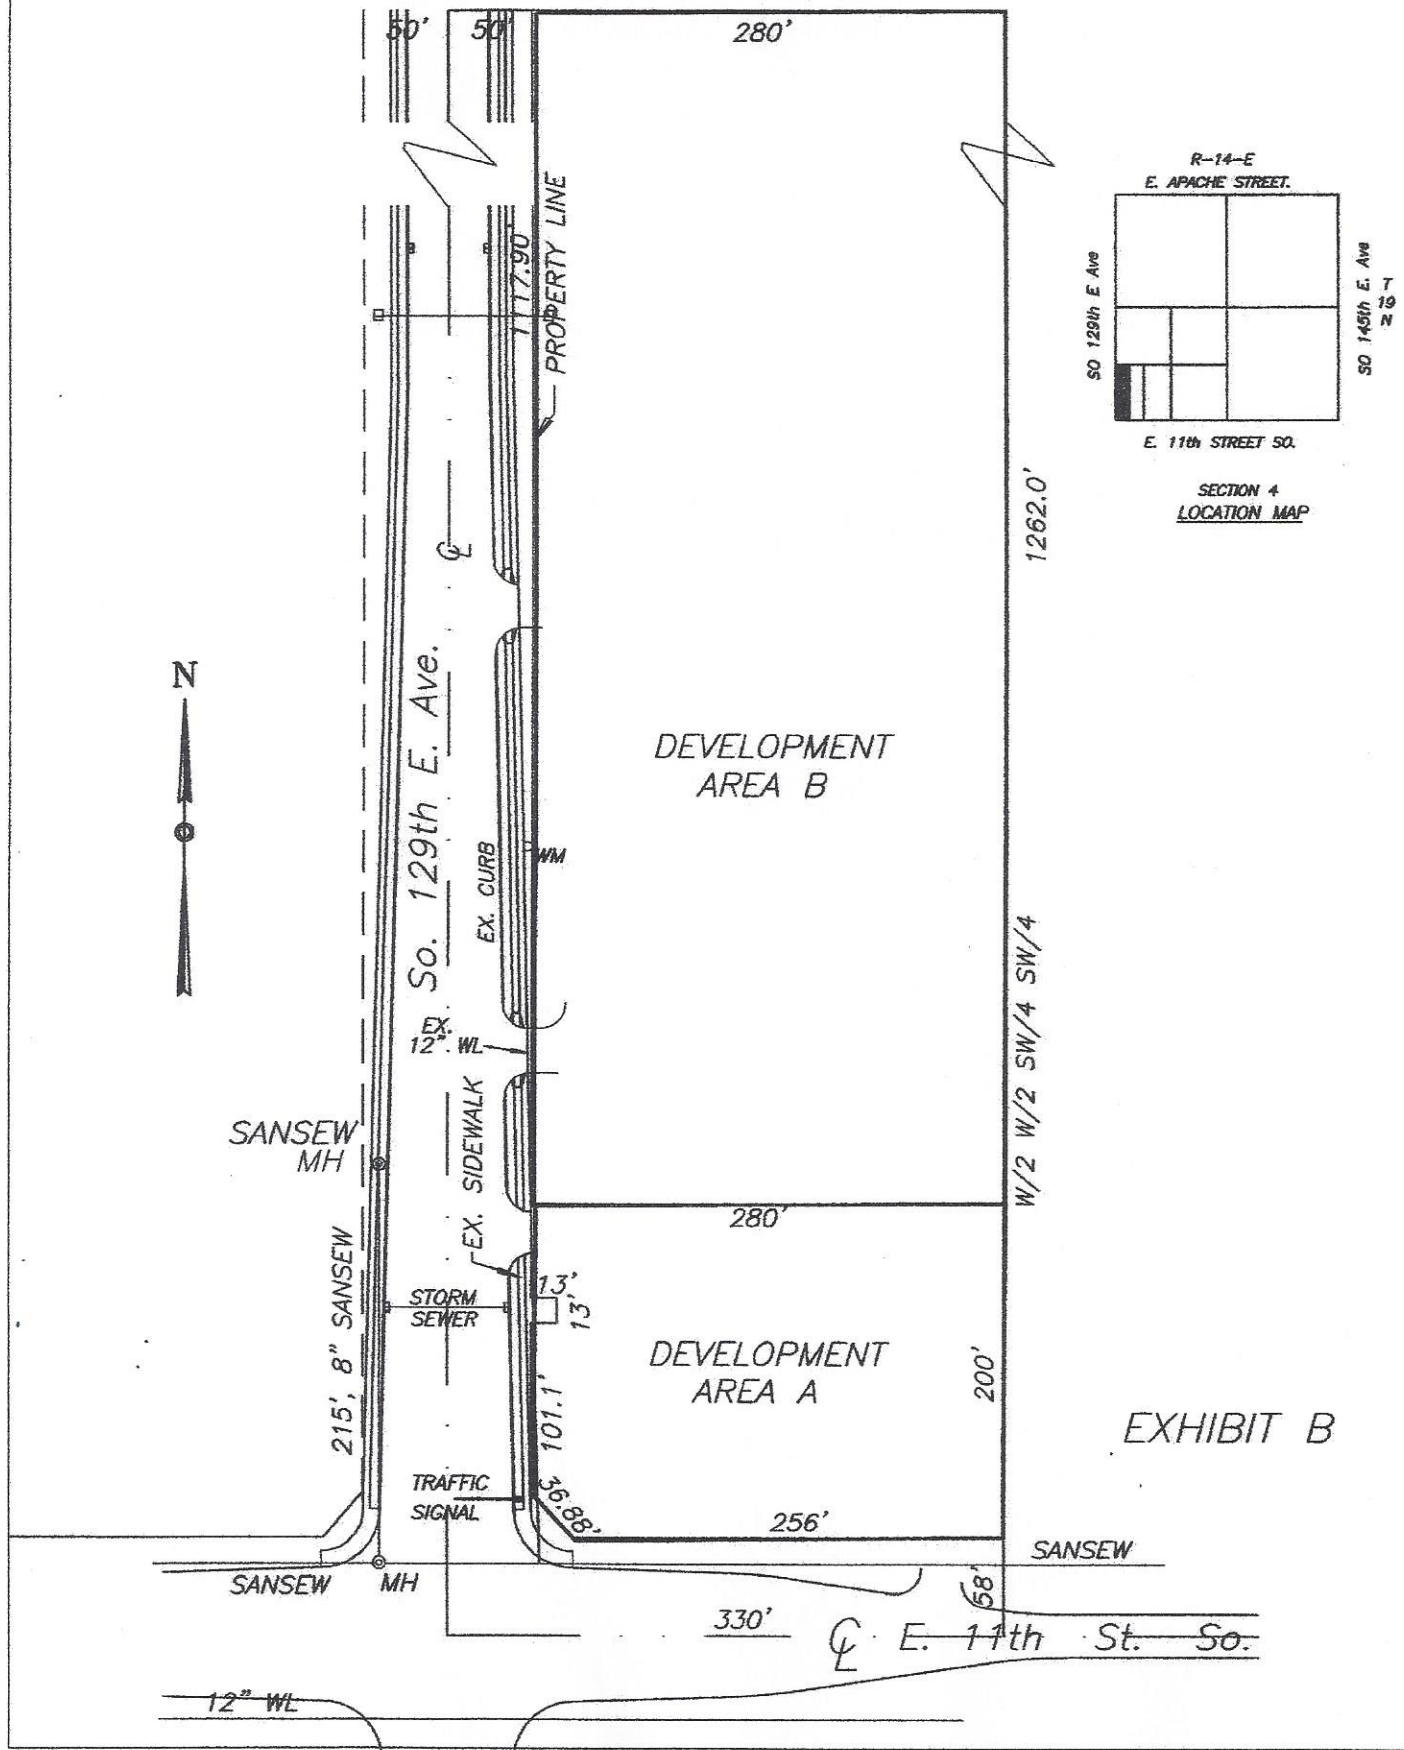 50'
50'
280'
R-14-E
E. APACHE STREET.
SO 129th E Ave
SO 145th E. Ave
T
19
N
E. 11th STREET SO.
SECTION 4
LOCATION MAP
1117.90
PROPERTY LINE
1262.0'
CL
N
So. 129th E. Ave.
DEVELOPMENT
AREA B
EX. CURB
WM
EX.
12" WL
W/2 W/2 SW/4 SW/4
SANSEW
MH
EX. SIDEWALK
280'
215', 8" SANSEW
STORM
SEWER
13'
13'
DEVELOPMENT
AREA A
200'
101.1'
EXHIBIT B
TRAFFIC
SIGNAL
36.88'
256'
SANSEW
SANSEW
MH
58'
330'
CL E. 11th St. So.
12" WL